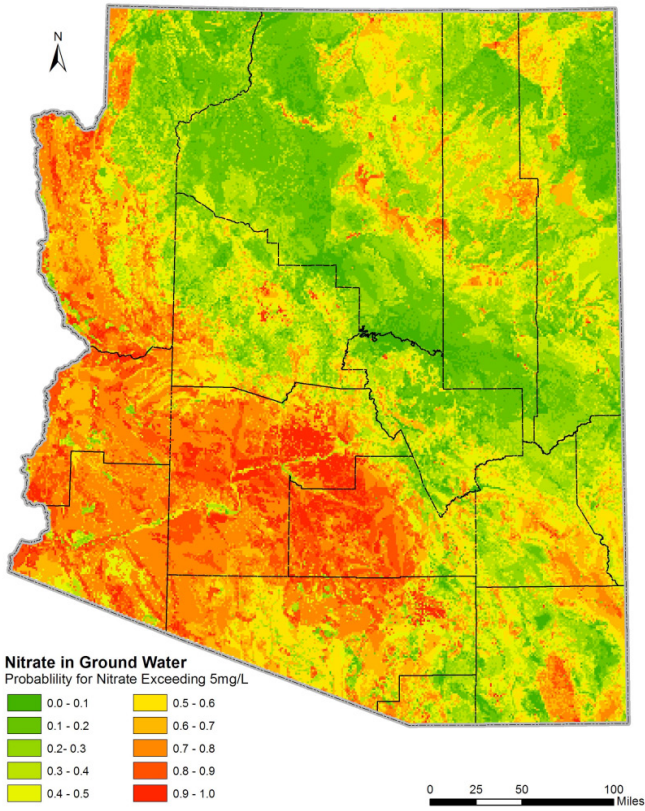 N
Nitrate in Ground Water
Probablility for Nitrate Exceeding 5mg/L
0.0 - 0.1
0.1 - 0.2
0.2- 0.3
0.3 - 0.4
0.4 - 0.5
0.5 - 0.6
0.6 - 0.7
0.7 - 0.8
0.8 - 0.9
0.9 - 1.0
0 25 50 100
Miles